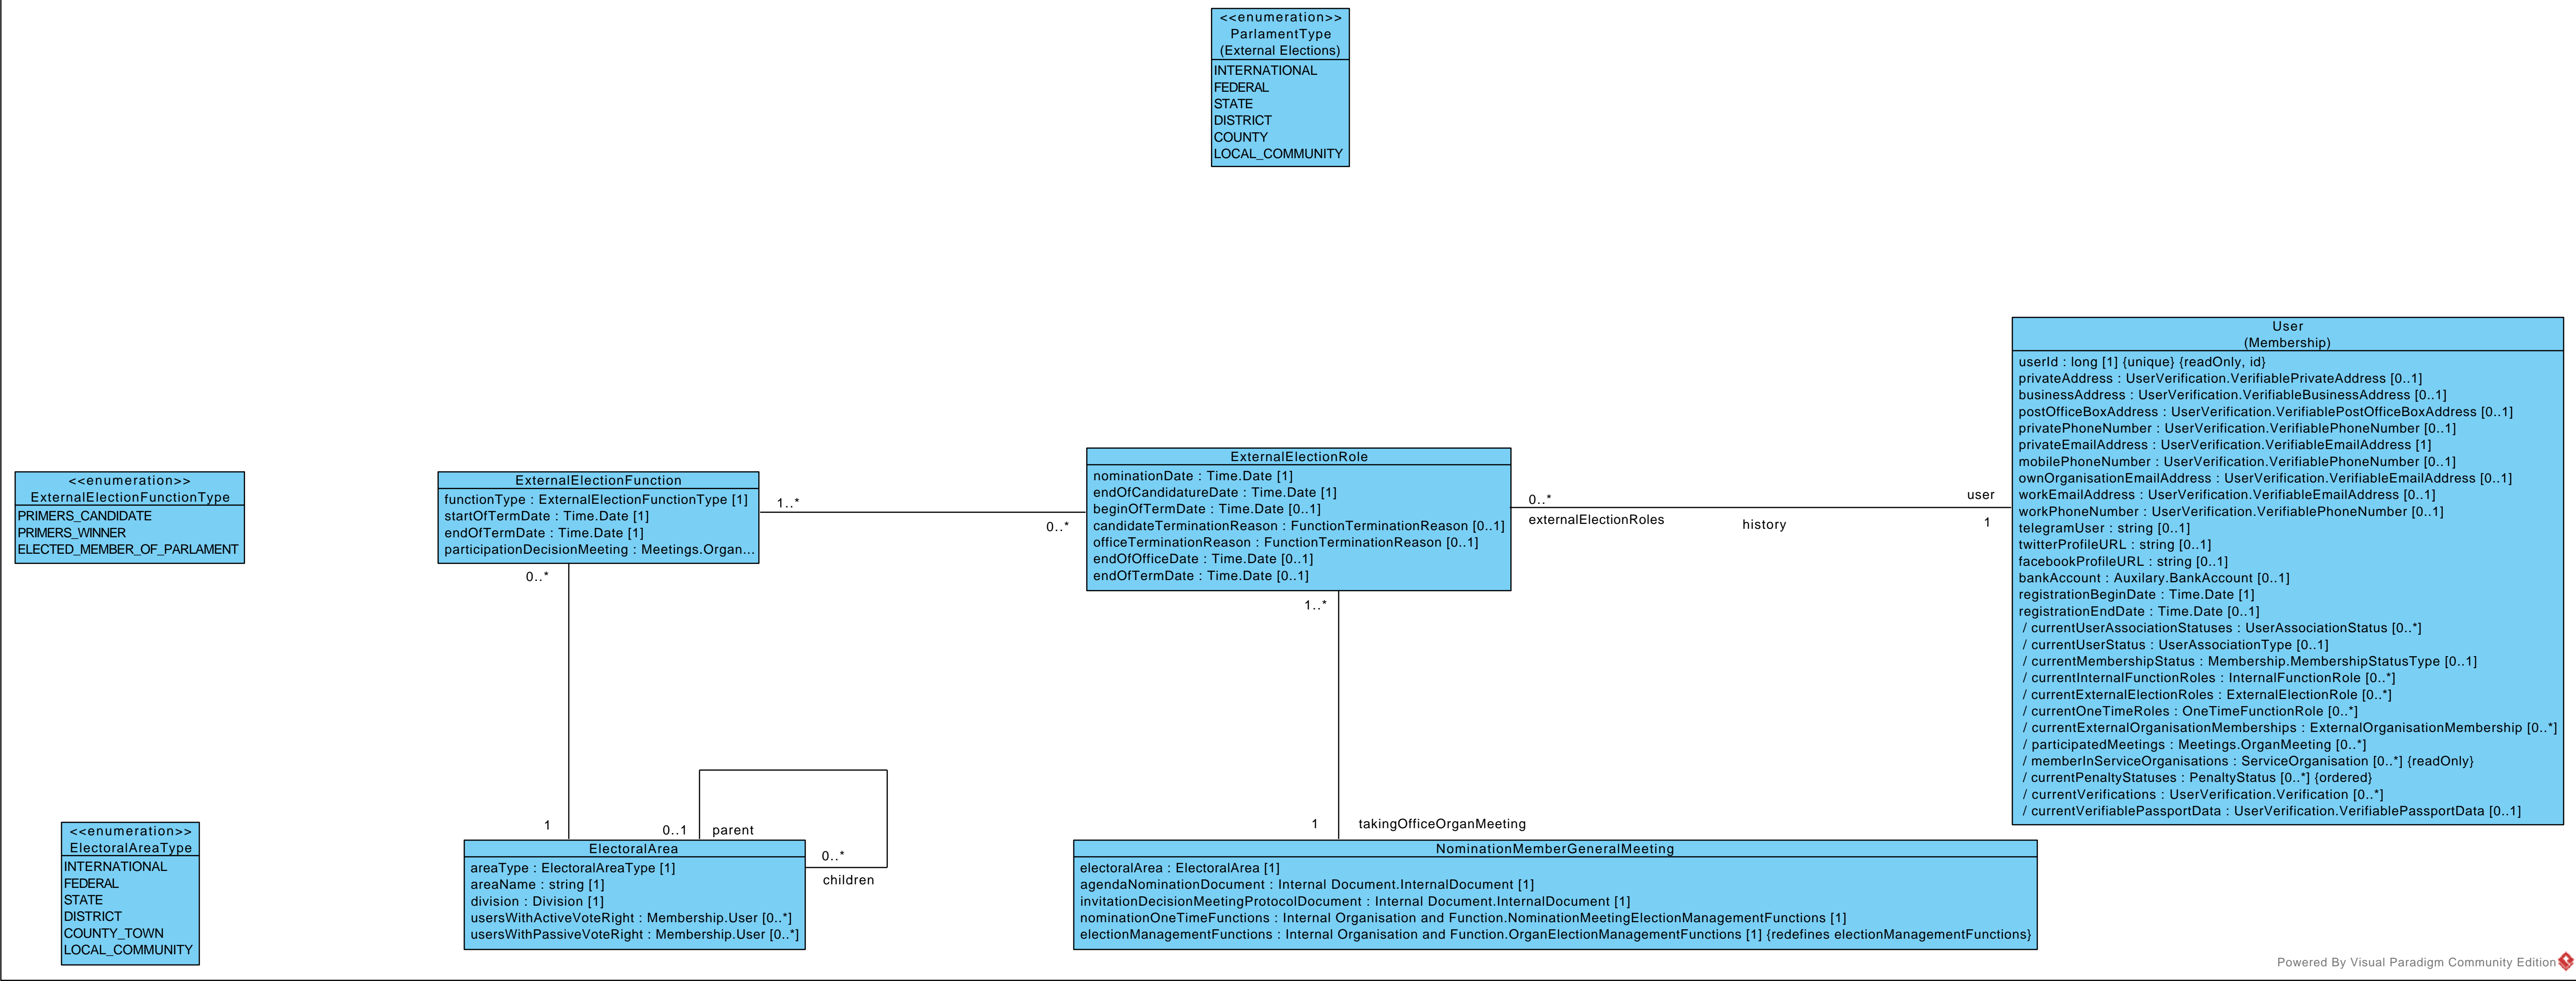 <<enumeration>>
ParlamentType
(External Elections)
INTERNATIONAL
FEDERAL
STATE
DISTRICT
COUNTY
LOCAL_COMMUNITY
<<enumeration>>
ExternalElectionFunctionType
PRIMERS_CANDIDATE
PRIMERS_WINNER
ELECTED_MEMBER_OF_PARLAMENT
ExternalElectionFunction
functionType : ExternalElectionFunctionType [1]
startOfTermDate : Time.Date [1]
endOfTermDate : Time.Date [1]
participationDecisionMeeting : Meetings.Organ...
1..*
0..*
ExternalElectionRole
nominationDate : Time.Date [1]
endOfCandidatureDate : Time.Date [1]
beginOfTermDate : Time.Date [0..1]
candidateTerminationReason : FunctionTerminationReason [0..1]
officeTerminationReason : FunctionTerminationReason [0..1]
endOfOfficeDate : Time.Date [0..1]
endOfTermDate : Time.Date [0..1]
0..*
externalElectionRoles
history
user
1
User
(Membership)
userId : long [1] {unique} {readOnly, id}
privateAddress : UserVerification.VerifiablePrivateAddress [0..1]
businessAddress : UserVerification.VerifiableBusinessAddress [0..1]
postOfficeBoxAddress : UserVerification.VerifiablePostOfficeBoxAddress [0..1]
privatePhoneNumber : UserVerification.VerifiablePhoneNumber [0..1]
privateEmailAddress : UserVerification.VerifiableEmailAddress [1]
mobilePhoneNumber : UserVerification.VerifiablePhoneNumber [0..1]
ownOrganisationEmailAddress : UserVerification.VerifiableEmailAddress [0..1]
workEmailAddress : UserVerification.VerifiableEmailAddress [0..1]
workPhoneNumber : UserVerification.VerifiablePhoneNumber [0..1]
telegramUser : string [0..1]
twitterProfileURL : string [0..1]
facebookProfileURL : string [0..1]
bankAccount : Auxilary.BankAccount [0..1]
registrationBeginDate : Time.Date [1]
registrationEndDate : Time.Date [0..1]
/ currentUserAssociationStatuses : UserAssociationStatus [0..*]
/ currentUserStatus : UserAssociationType [0..1]
/ currentMembershipStatus : Membership.MembershipStatusType [0..1]
/ currentInternalFunctionRoles : InternalFunctionRole [0..*]
/ currentExternalElectionRoles : ExternalElectionRole [0..*]
/ currentOneTimeRoles : OneTimeFunctionRole [0..*]
/ currentExternalOrganisationMemberships : ExternalOrganisationMembership [0..*]
/ participatedMeetings : Meetings.OrganMeeting [0..*]
/ memberInServiceOrganisations : ServiceOrganisation [0..*] {readOnly}
/ currentPenaltyStatuses : PenaltyStatus [0..*] {ordered}
/ currentVerifications : UserVerification.Verification [0..*]
/ currentVerifiablePassportData : UserVerification.VerifiablePassportData [0..1]
0..*
1
0..1
parent
0..*
children
1..*
1
takingOfficeOrganMeeting
<<enumeration>>
ElectoralAreaType
INTERNATIONAL
FEDERAL
STATE
DISTRICT
COUNTY_TOWN
LOCAL_COMMUNITY
ElectoralArea
areaType : ElectoralAreaType [1]
areaName : string [1]
division : Division [1]
usersWithActiveVoteRight : Membership.User [0..*]
usersWithPassiveVoteRight : Membership.User [0..*]
NominationMemberGeneralMeeting
electoralArea : ElectoralArea [1]
agendaNominationDocument : Internal Document.InternalDocument [1]
invitationDecisionMeetingProtocolDocument : Internal Document.InternalDocument [1]
nominationOneTimeFunctions : Internal Organisation and Function.NominationMeetingElectionManagementFunctions [1]
electionManagementFunctions : Internal Organisation and Function.OrganElectionManagementFunctions [1] {redefines electionManagementFunctions}
Powered By Visual Paradigm Community Edition